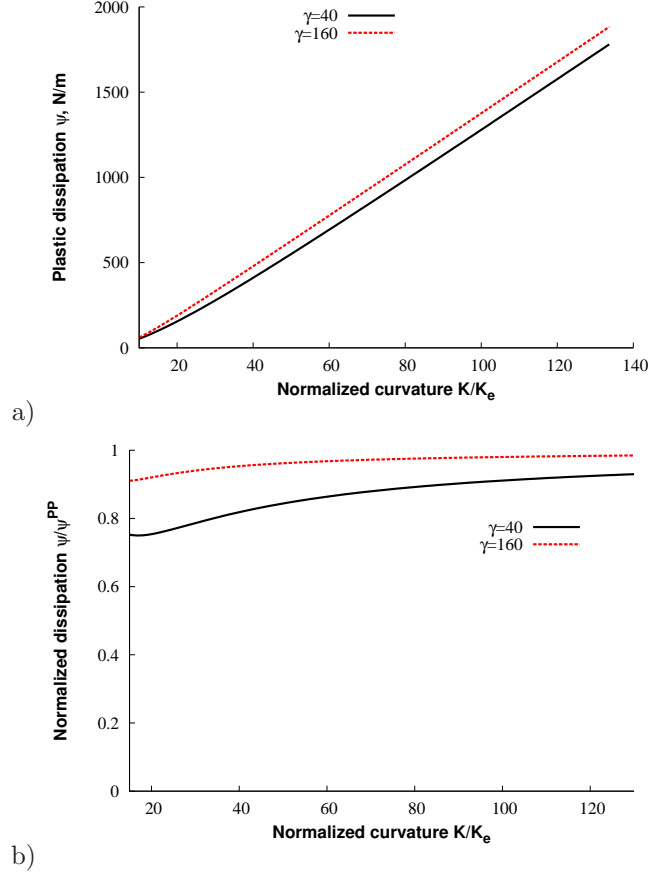 γ=40
γ=160
Plastic dissipation ψ, N/m
2000
1500
1000
500
0
20 40 60 80 100 120 140
Normalized curvature K/Kₑ
a)
Normalized dissipation ψ/ψᴾᴾ
1
0.8
0.6
0.4
0.2
0
γ=40
γ=160
20 40 60 80 100 120
Normalized curvature K/Kₑ
b)